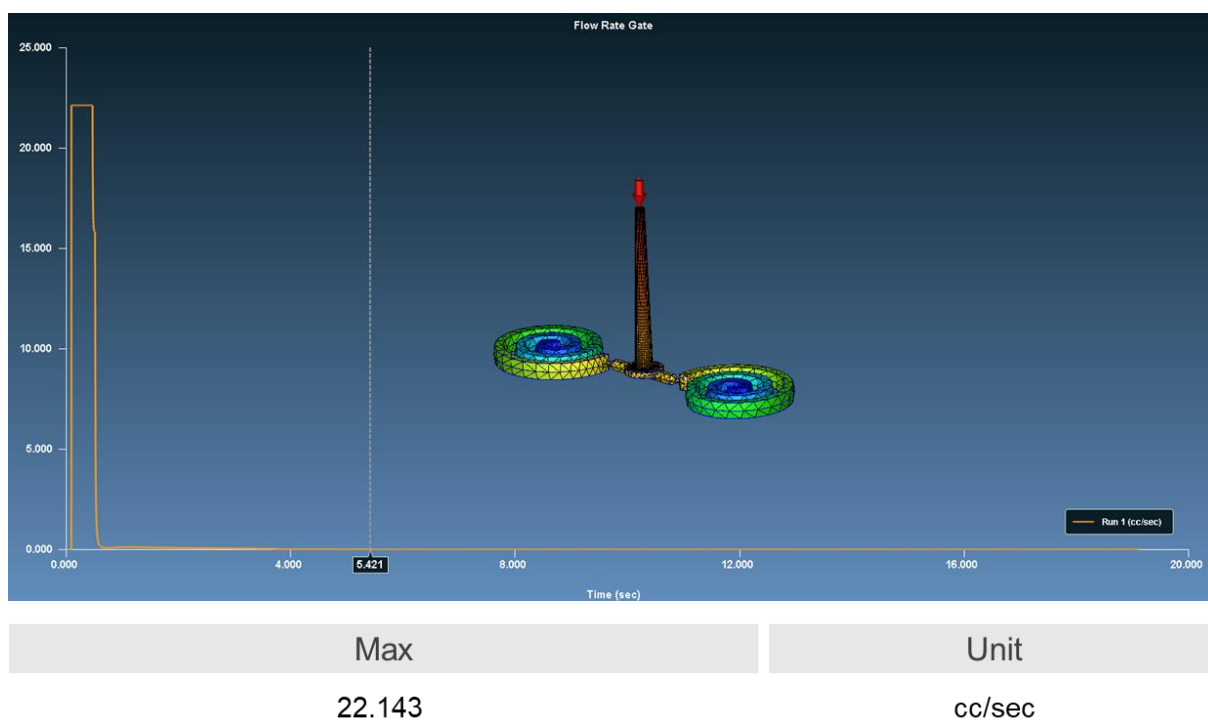 Flow Rate Gate
25.000
20.000
15.000
10.000
5.000
0.000
Run 1 (cc/sec)
0.000 4.000 5.421 8.000 12.000 16.000 20.000
Time (sec)
Max Unit
22.143 cc/sec